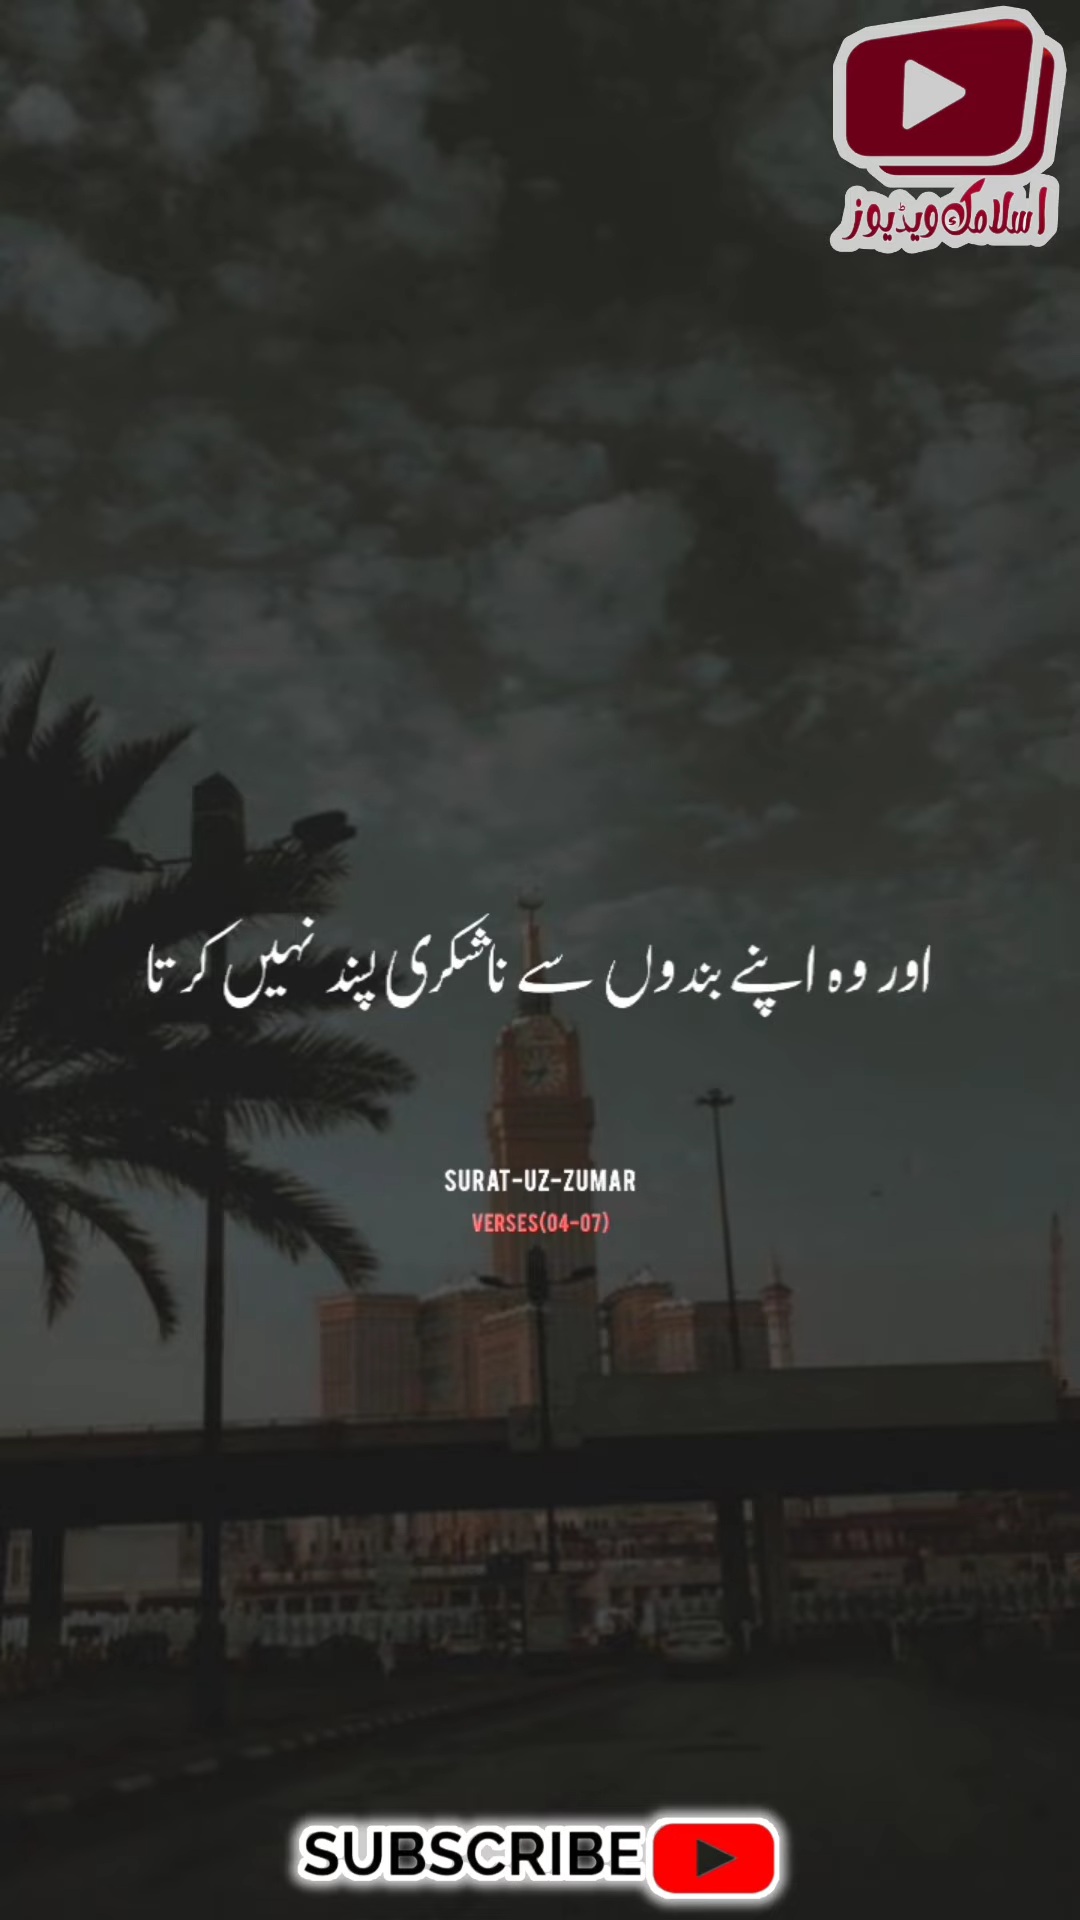 اسلامک ویڈیوز
اور وہ اپنے بندوں سے ناشکری پسند نہیں کرتا
SURAT-UZ-ZUMAR
VERSES(04-07)
SUBSCRIBE